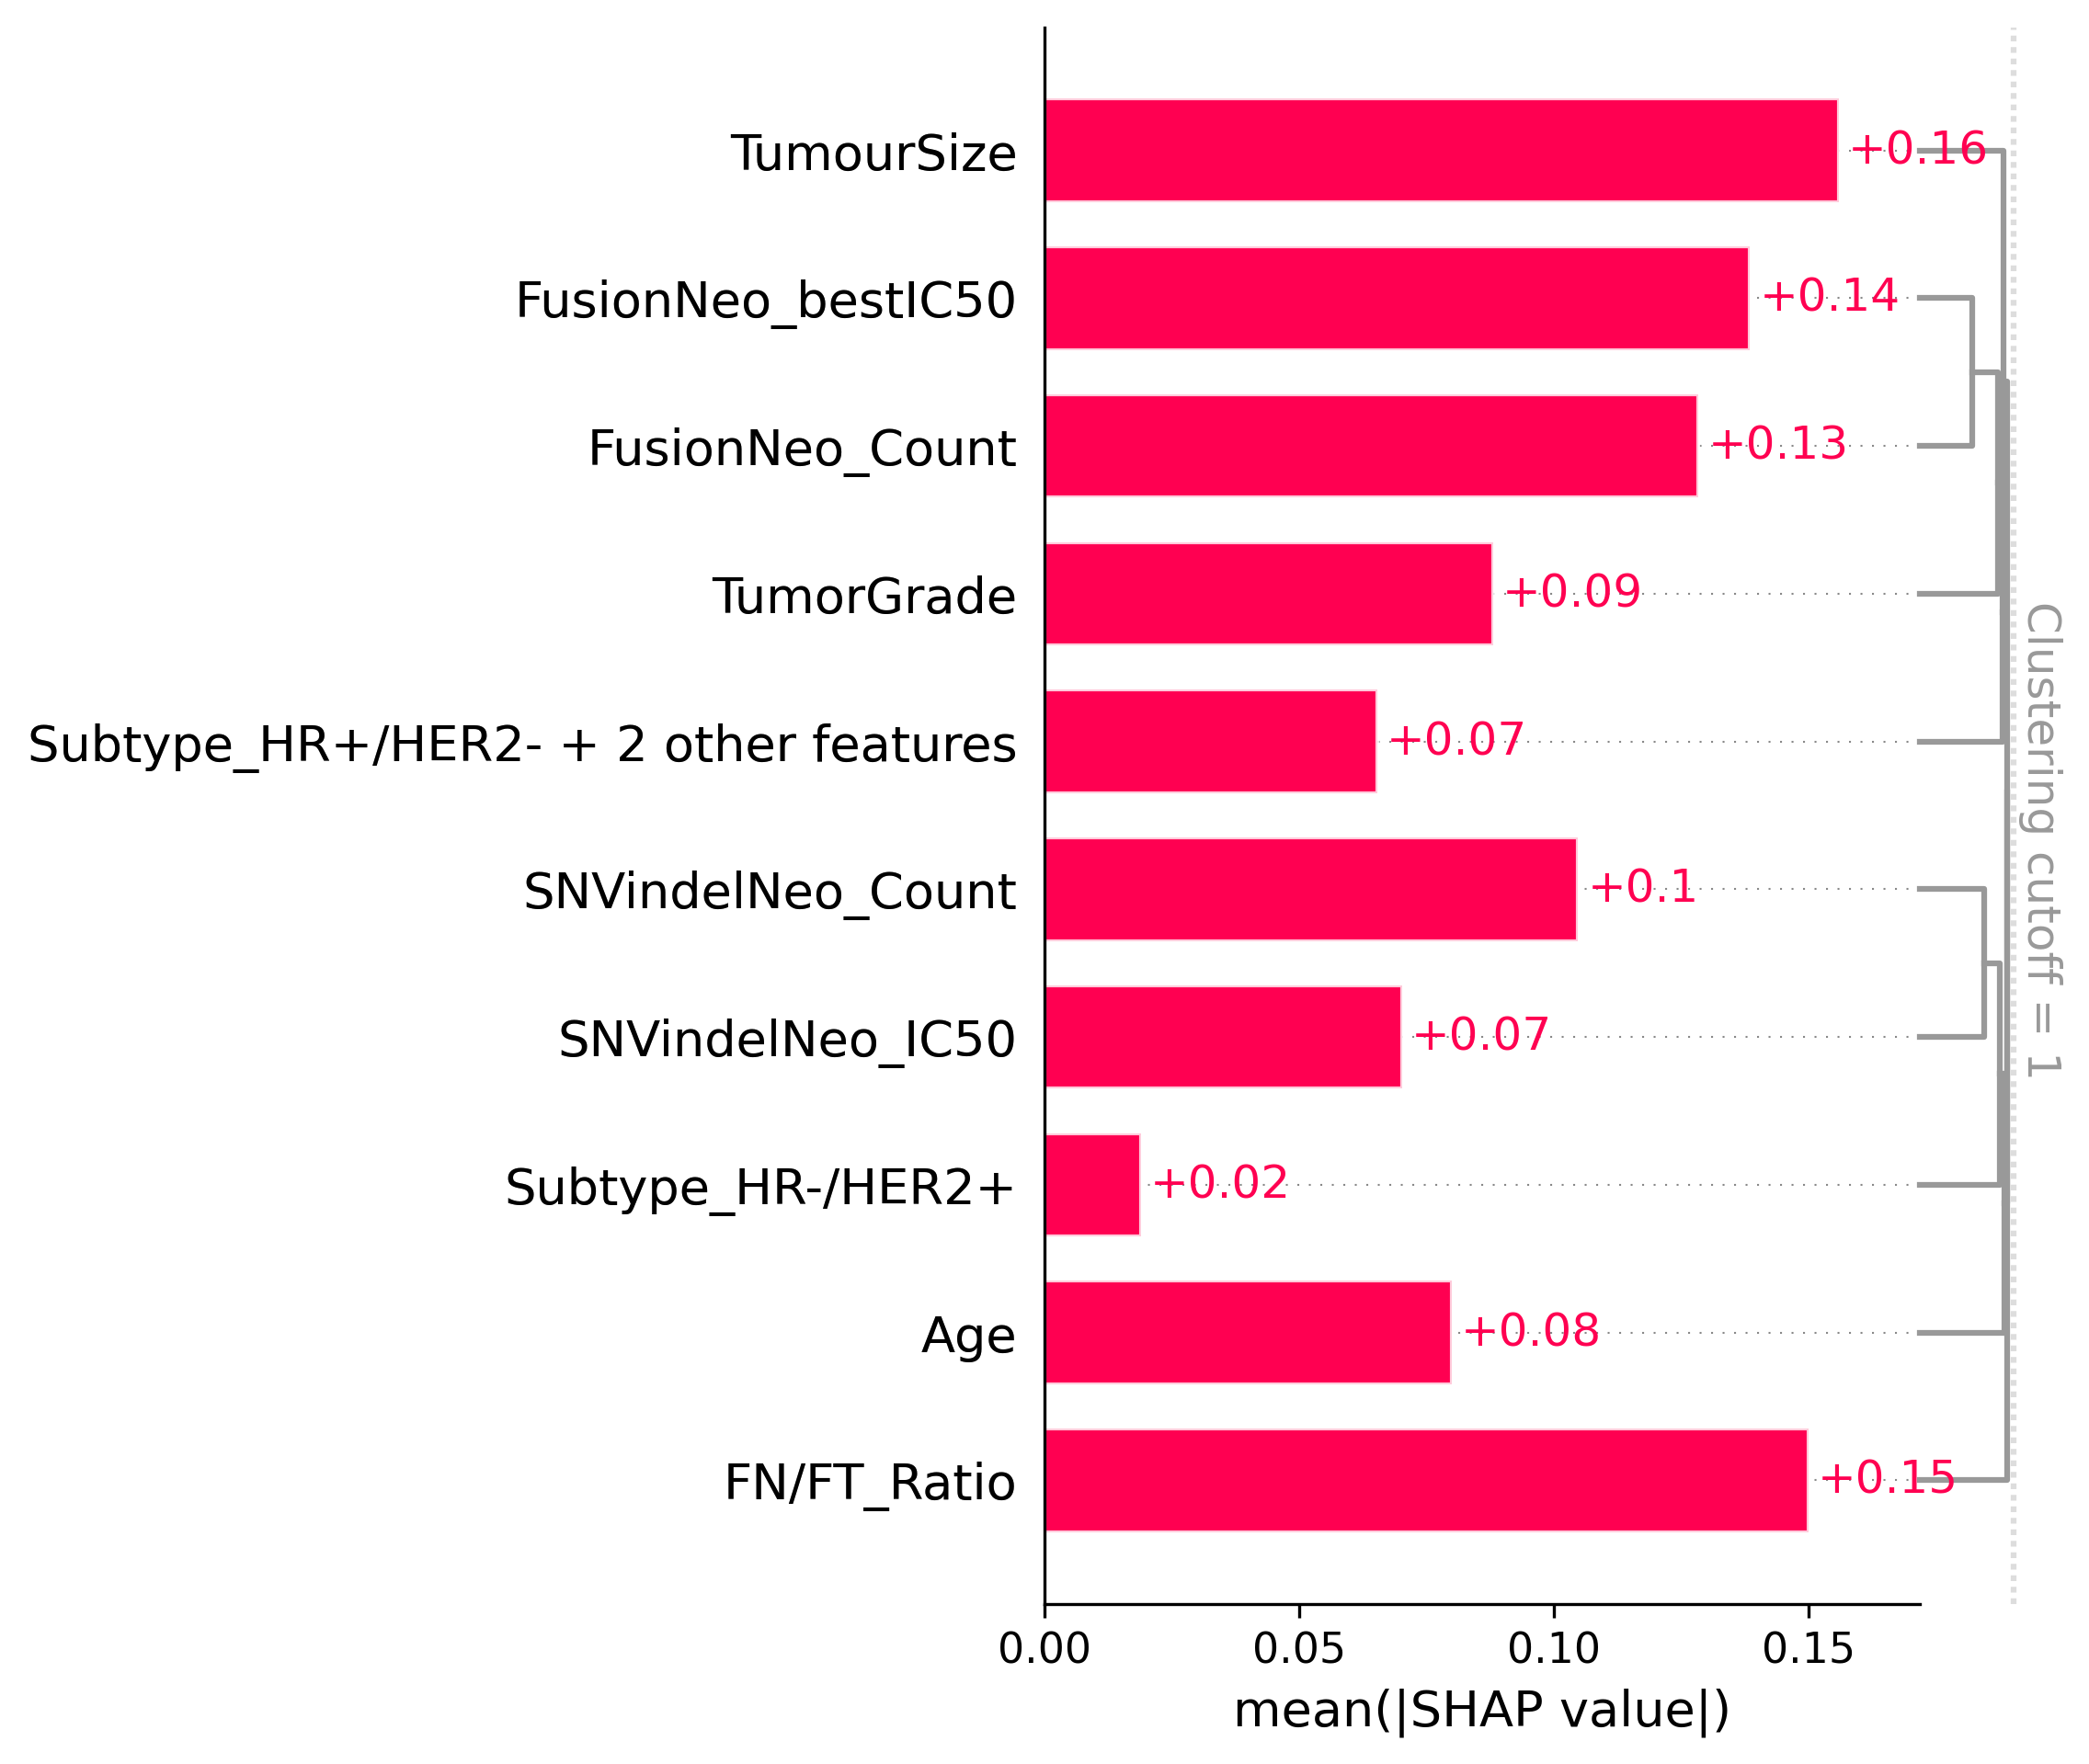 TumourSize +0.16
FusionNeo_bestIC50 +0.14
FusionNeo_Count +0.13
TumorGrade +0.09
Subtype_HR+/HER2- + 2 other features +0.07
SNVindelNeo_Count +0.1
SNVindelNeo_IC50 +0.07
Subtype_HR-/HER2+ +0.02
Age +0.08
FN/FT_Ratio +0.15
Clustering cutoff = 1
0.00 0.05 0.10 0.15
mean(|SHAP value|)